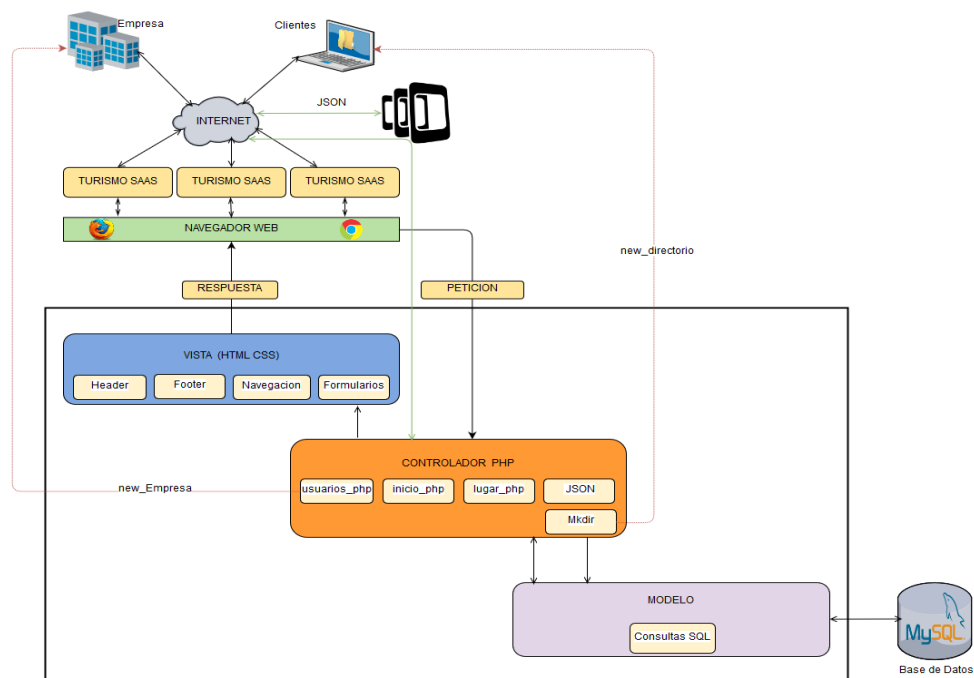 Empresa
Clientes
JSON
INTERNET
TURISMO SAAS
TURISMO SAAS
TURISMO SAAS
NAVEGADOR WEB
new_directorio
RESPUESTA
PETICION
VISTA (HTML CSS)
Header
Footer
Navegacion
Formularios
CONTROLADOR PHP
new_Empresa
usuarios_php
inicio_php
lugar_php
JSON
Mkdir
MODELO
Consultas SQL
MySQL
Base de Datos